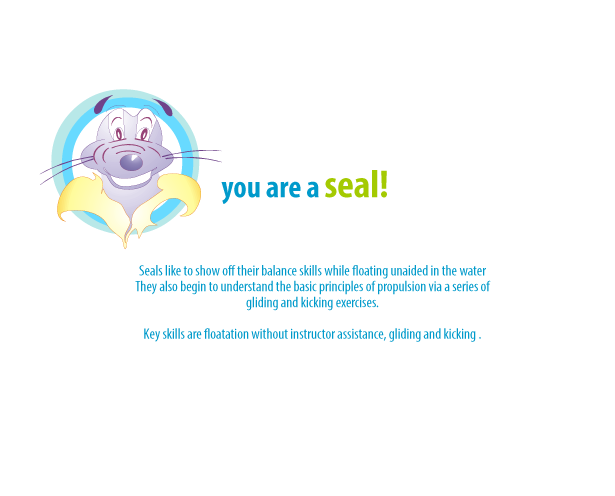 you are a seal!
Seals like to show off their balance skills while floating unaided in the water
They also begin to understand the basic principles of propulsion via a series of
gliding and kicking exercises.
Key skills are floatation without instructor assistance, gliding and kicking .